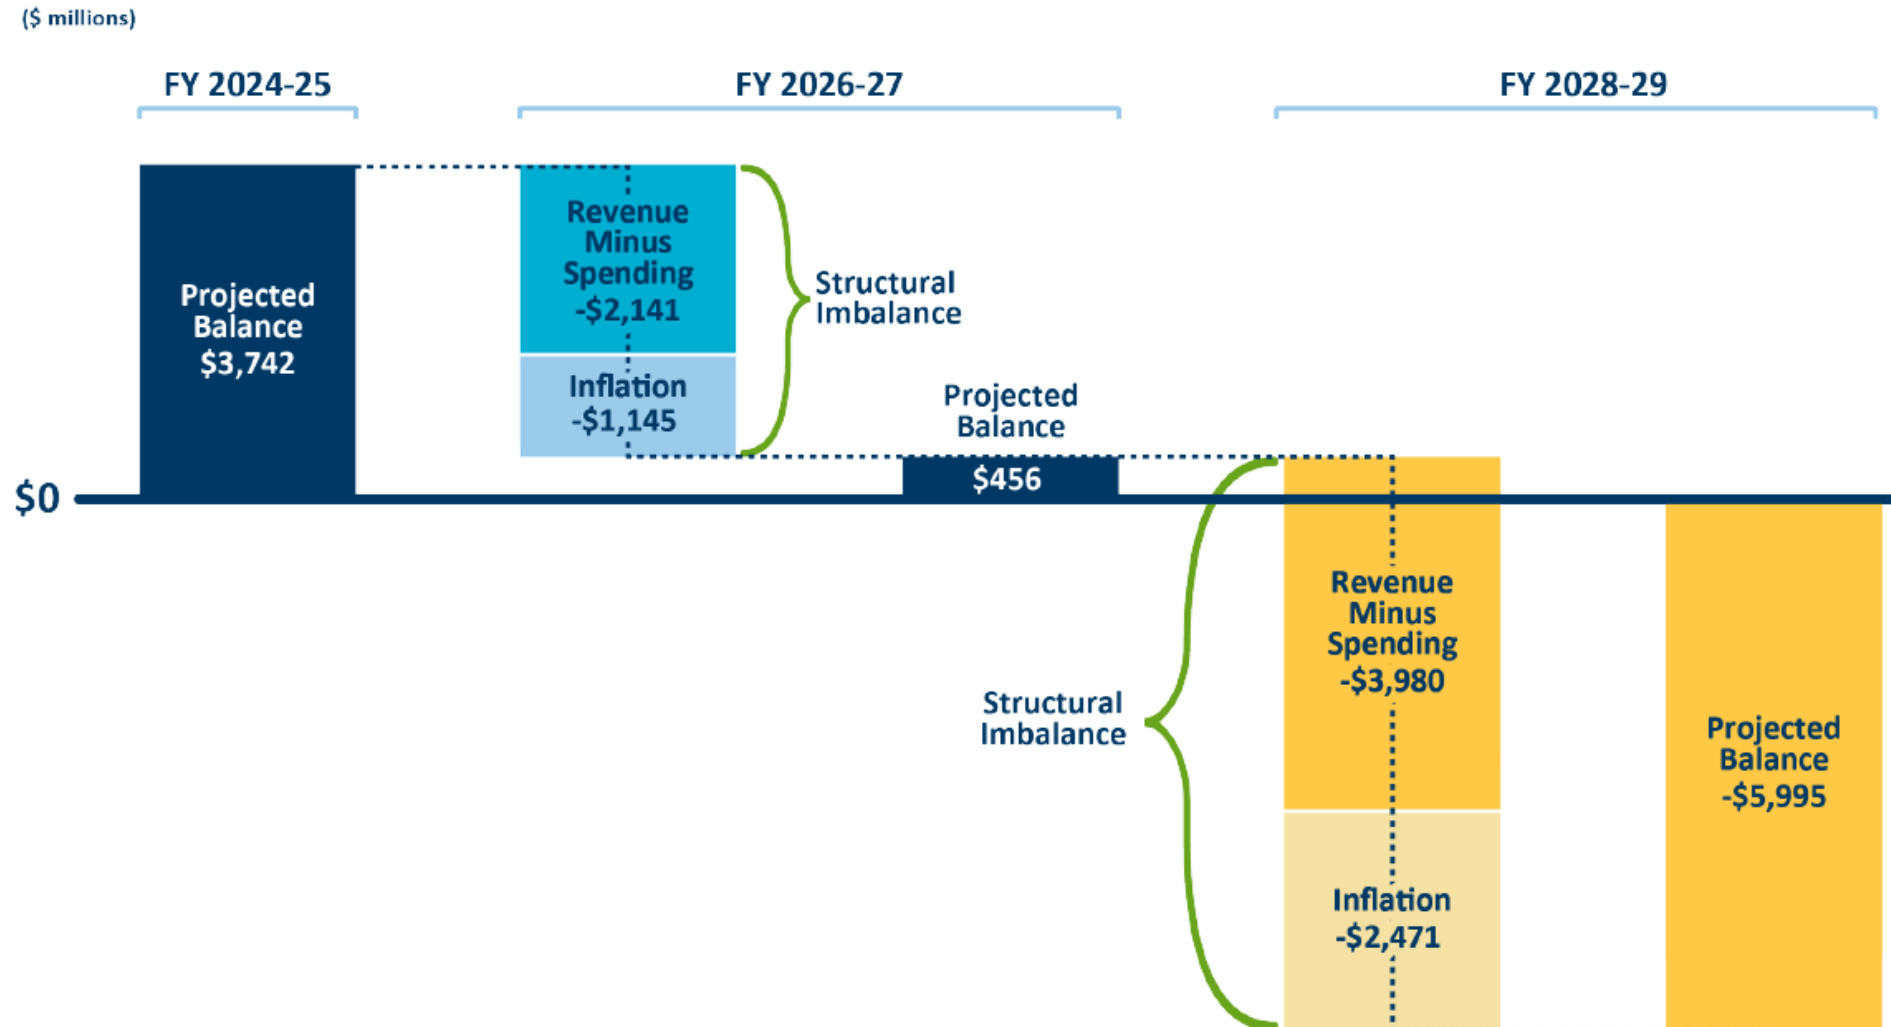 ($ millions)
FY 2024-25
FY 2026-27
FY 2028-29
Projected
Balance
$3,742
Revenue
Minus
Spending
-$2,141
Inflation
-$1,145
Structural
Imbalance
Projected
Balance
$456
$0
Structural
Imbalance
Revenue
Minus
Spending
-$3,980
Inflation
-$2,471
Projected
Balance
-$5,995